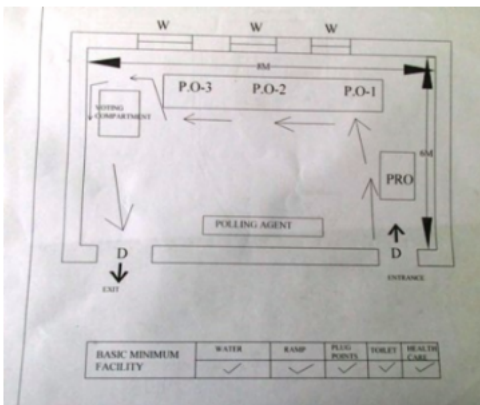 W W W
8M
P.O-3 P.O-2 P.O-1
VOTING
COMPARTMENT
6M
PRO
POLLING AGENT
D D
EXIT
ENTRANCE
BASIC MINIMUM
FACILITY
WATER
RAMP
PLUG
POINTS
TOILET
HEALTH
CARE